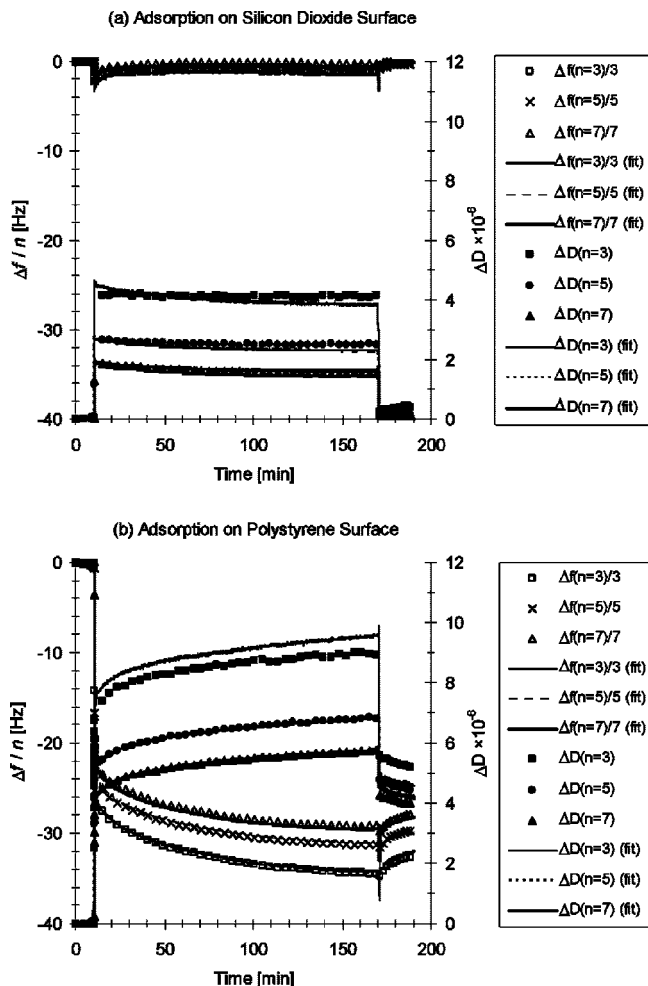 (a) Adsorption on Silicon Dioxide Surface
0
-10
-20
-30
-40
Δf / n [Hz]
12
10
8
6
4
2
0
ΔD ×10⁻⁶
0
50
100
150
200
Time [min]
Δf(n=3)/3
Δf(n=5)/5
Δf(n=7)/7
Δf(n=3)/3 (fit)
Δf(n=5)/5 (fit)
Δf(n=7)/7 (fit)
ΔD(n=3)
ΔD(n=5)
ΔD(n=7)
ΔD(n=3) (fit)
ΔD(n=5) (fit)
ΔD(n=7) (fit)
(b) Adsorption on Polystyrene Surface
0
-10
-20
-30
-40
Δf / n [Hz]
12
10
8
6
4
2
0
ΔD ×10⁻⁶
0
50
100
150
200
Time [min]
Δf(n=3)/3
Δf(n=5)/5
Δf(n=7)/7
Δf(n=3)/3 (fit)
Δf(n=5)/5 (fit)
Δf(n=7)/7 (fit)
ΔD(n=3)
ΔD(n=5)
ΔD(n=7)
ΔD(n=3) (fit)
ΔD(n=5) (fit)
ΔD(n=7) (fit)